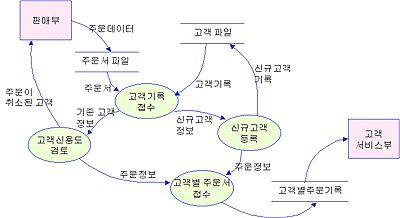 판매부
주문데이터
주문서 파일
고객 파일
주문서
고객기록
신규고객
기록
고객기록
접수
주문이
취소된 고객
기존 고객
정보
신규고객
정보
신규고객
등록
고객
서비스부
고객신용도
검토
주문정보
주문정보
고객별 주문서
접수
고객별주문기록